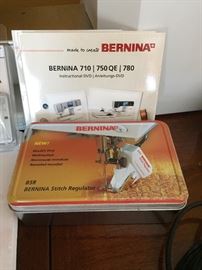 made to create BERNINA
BERNINA 710 | 750 QE | 780
Instructional DVD | Anleitungs-DVD
BERNINA
NEW!
BSR
BERNINA Stitch Regulator